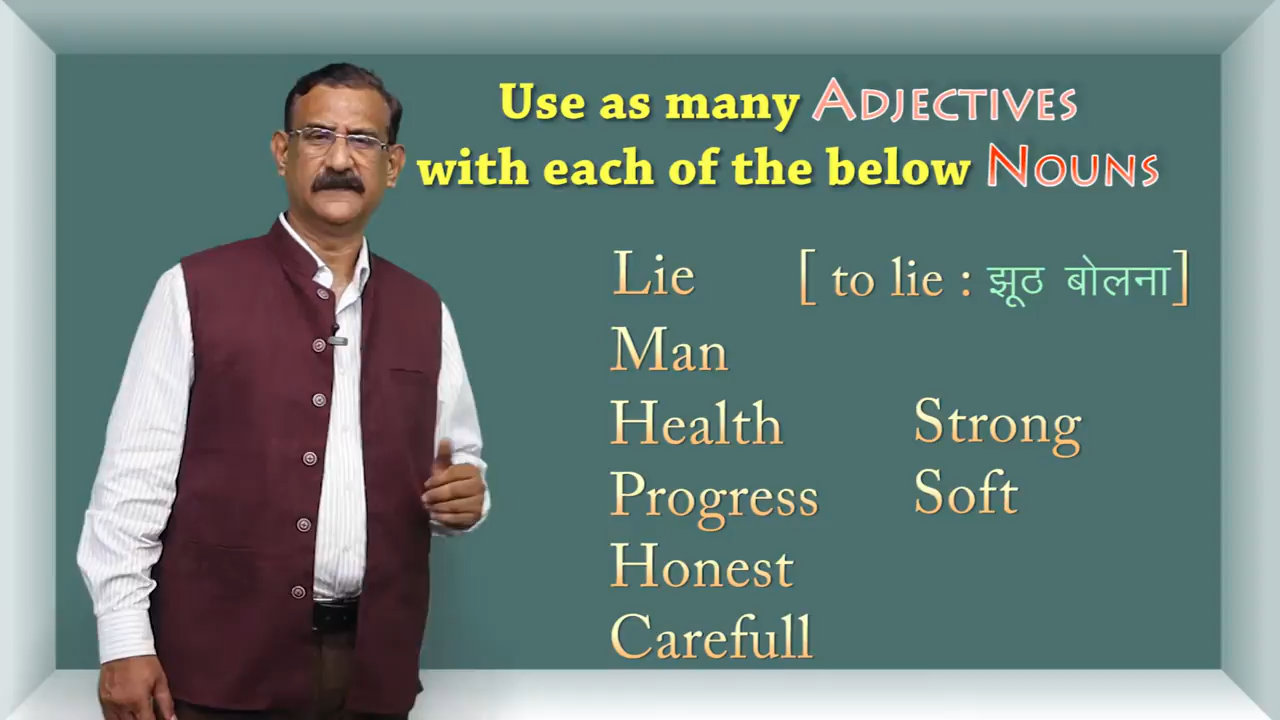 Use as many ADJECTIVES
with each of the below NOUNS
Lie [ to lie : झूठ बोलना]
Man
Health Strong
Progress Soft
Honest
Carefull